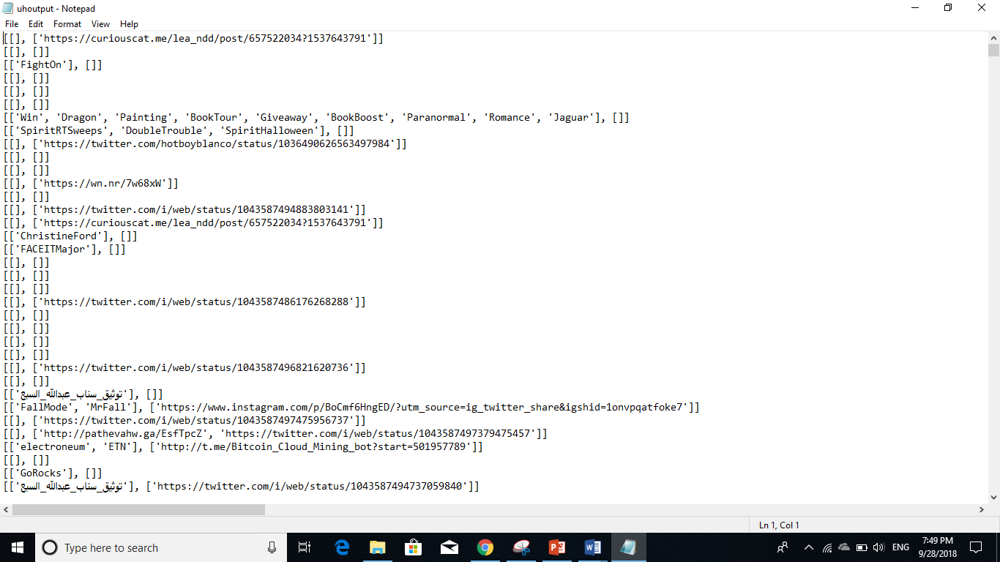 uhoutput - Notepad
File Edit Format View Help
[[], ['https://curiouscat.me/lea_ndd/post/657522034?1537643791']]
[[], []]
[['FightOn'], []]
[[], []]
[[], []]
[[], []]
[['Win', 'Dragon', 'Painting', 'BookTour', 'Giveaway', 'BookBoost', 'Paranormal', 'Romance', 'Jaguar'], []]
[['SpiritRTSweeps', 'DoubleTrouble', 'SpiritHalloween'], []]
[[], ['https://twitter.com/hotboyblanco/status/1036490626563497984']]
[[], []]
[[], []]
[[], ['https://wn.nr/7w68xW']]
[[], []]
[[], ['https://twitter.com/i/web/status/1043587494883803141']]
[[], ['https://curiouscat.me/lea_ndd/post/657522034?1537643791']]
[['ChristineFord'], []]
[['FACEITMajor'], []]
[[], []]
[[], []]
[[], []]
[[], ['https://twitter.com/i/web/status/1043587486176268288']]
[[], []]
[[], []]
[[], []]
[[], []]
[[], ['https://twitter.com/i/web/status/1043587496821620736']]
[[], []]
[['توثيق_سناب_عبدالله_السبع'], []]
[['FallMode', 'MrFall'], ['https://www.instagram.com/p/BoCmf6HngED/?utm_source=ig_twitter_share&igshid=1onvpqatfoke7']]
[[], ['https://twitter.com/i/web/status/1043587497475956737']]
[[], ['http://pathevahw.ga/EsfTpcZ', 'https://twitter.com/i/web/status/1043587497379475457']]
[['electroneum', 'ETN'], ['http://t.me/Bitcoin_Cloud_Mining_bot?start=501957789']]
[[], []]
[['GoRocks'], []]
[['توثيق_سناب_عبدالله_السبع'], ['https://twitter.com/i/web/status/1043587494737059840']]
Ln 1, Col 1
Type here to search
ENG
7:49 PM
9/28/2018